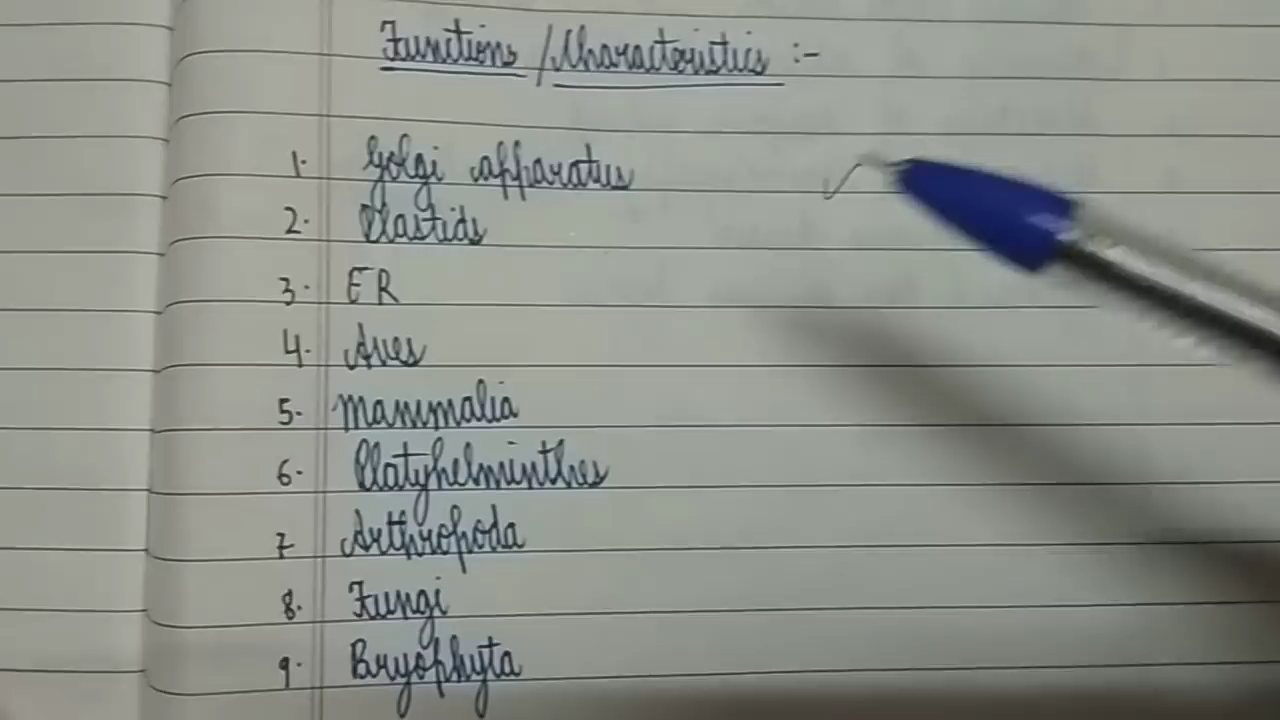 Functions / Characteristics :-
1. Golgi apparatus
2. Plastids
3. ER
4. Aves
5. Mammalia
6. Platyhelminthes
7 Arthropoda
8. Fungi
9. Bryophyta